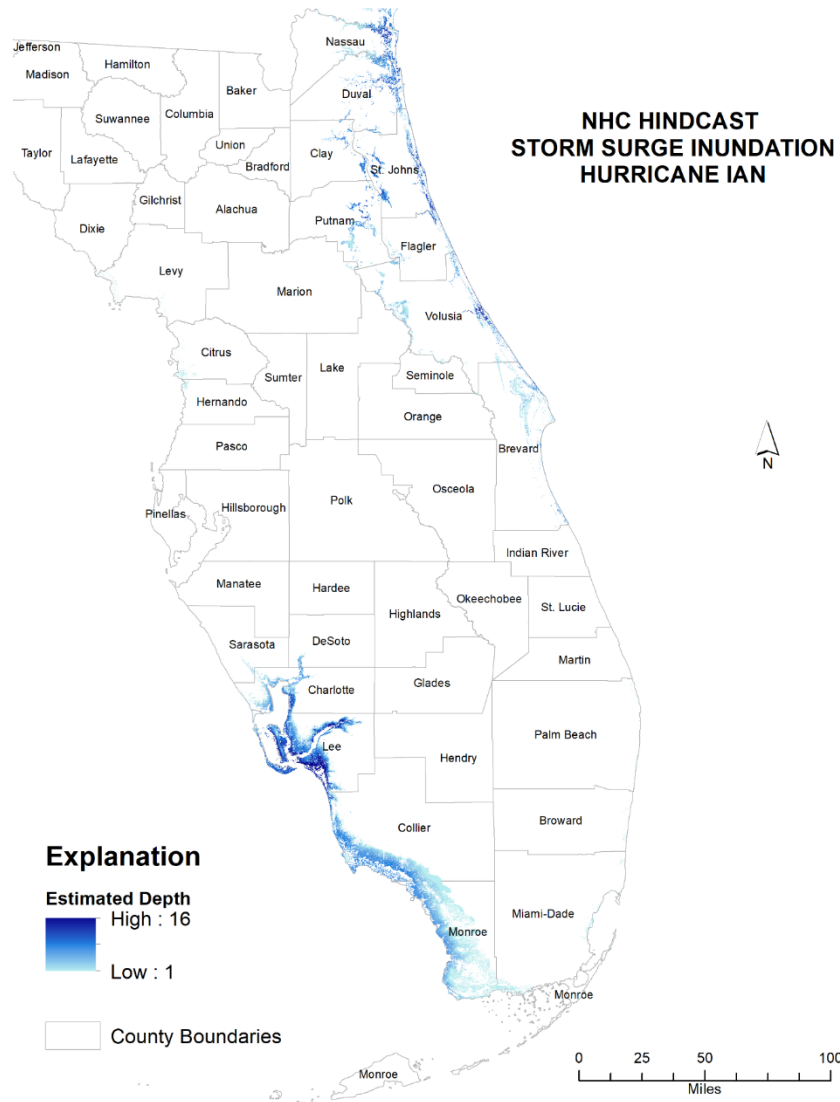 NHC HINDCAST
STORM SURGE INUNDATION
HURRICANE IAN
Nassau
Jefferson
Hamilton
Madison
Baker
Duval
Columbia
Suwannee
Union
Taylor
Lafayette
Bradford
Clay
St. Johns
Gilchrist
Alachua
Putnam
Dixie
Flagler
Levy
Marion
Volusia
Citrus
Sumter
Lake
Seminole
Hernando
Orange
Pasco
Brevard
Osceola
Polk
Hillsborough
Pinellas
Indian River
Manatee
Hardee
Highlands
Okeechobee
St. Lucie
Sarasota
DeSoto
Martin
Charlotte
Glades
Lee
Palm Beach
Hendry
Collier
Broward
Miami-Dade
Monroe
Monroe
Monroe
N
Explanation
Estimated Depth
High : 16
Low : 1
County Boundaries
0 25 50 100
Miles